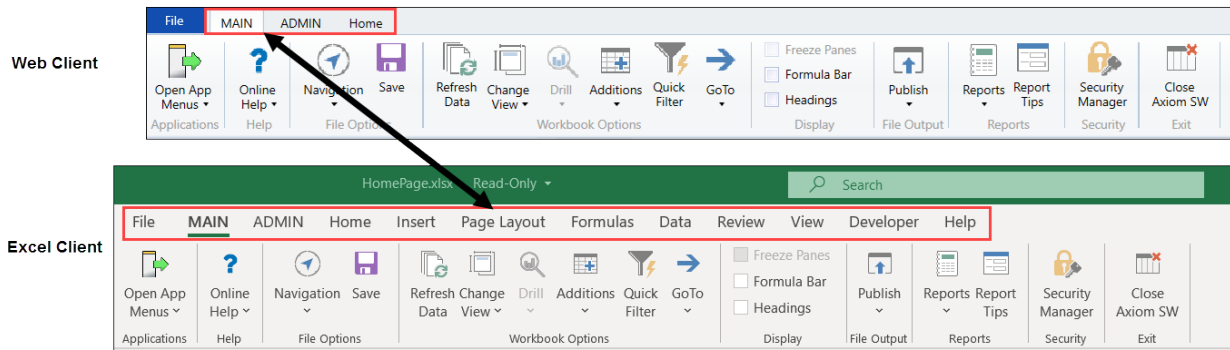 File MAIN ADMIN Home
Web Client
Freeze Panes
Formula Bar
Headings
Open App Menus Online Help Navigation Save Refresh Data Change View Drill Additions Quick Filter GoTo Publish Reports Report Tips Security Manager Close Axiom SW
Applications Help File Options Workbook Options Display File Output Reports Security Exit
HomePage.xlsx Read-Only Search
File MAIN ADMIN Home Insert Page Layout Formulas Data Review View Developer Help
Excel Client
Freeze Panes
Formula Bar
Headings
Open App Menus Online Help Navigation Save Refresh Data Change View Drill Additions Quick Filter GoTo Publish Reports Report Tips Security Manager Close Axiom SW
Applications Help File Options Workbook Options Display File Output Reports Security Exit